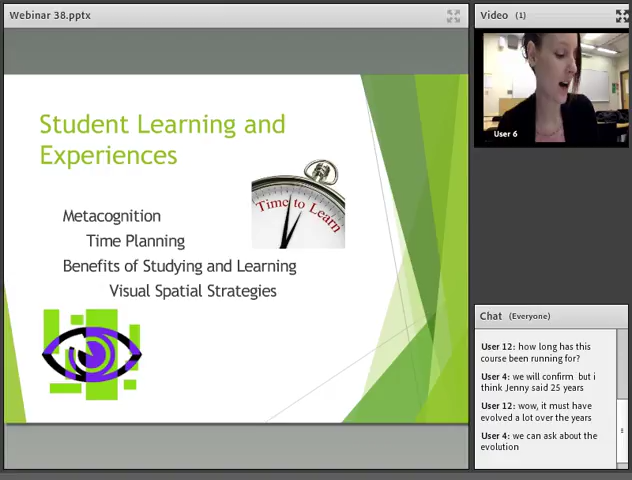 Webinar 38.pptx
Video (1)
Student Learning and
Experiences
Time to Learn
Metacognition
Time Planning
Benefits of Studying and Learning
Visual Spatial Strategies
User 6
Chat (Everyone)
User 12: how long has this
course been running for?
User 4: we will confirm but i
think Jenny said 25 years
User 12: wow, it must have
evolved a lot over the years
User 4: we can ask about the
evolution